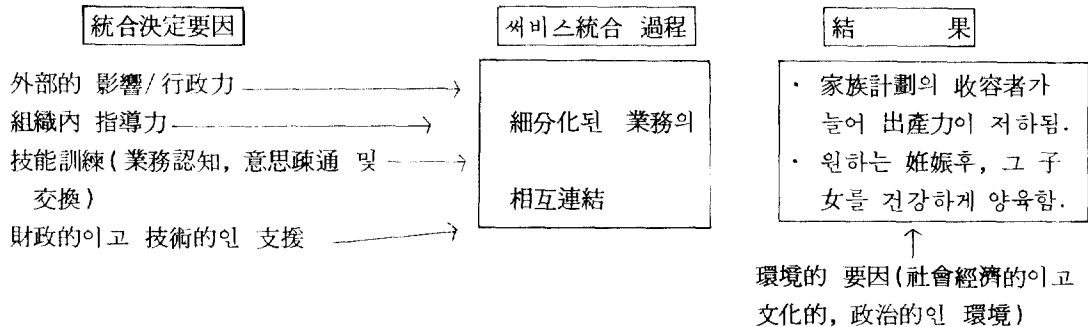 統合決定要因
외部的 影響/行政力
組織內 指導力
技能訓練(業務認知, 意思疎通 및
交換)
財政的이고 技術的인 支援
써비스統合 過程
細分化된 業務의
相互連結
結 果
· 家族計劃의 收容者가
늘어 出產力이 저하됨.
· 원하는 妊娠후, 그 子
女를 건강하게 양육함.
環境的 要因(社會經濟的이고
文化的, 政治的인 環境)